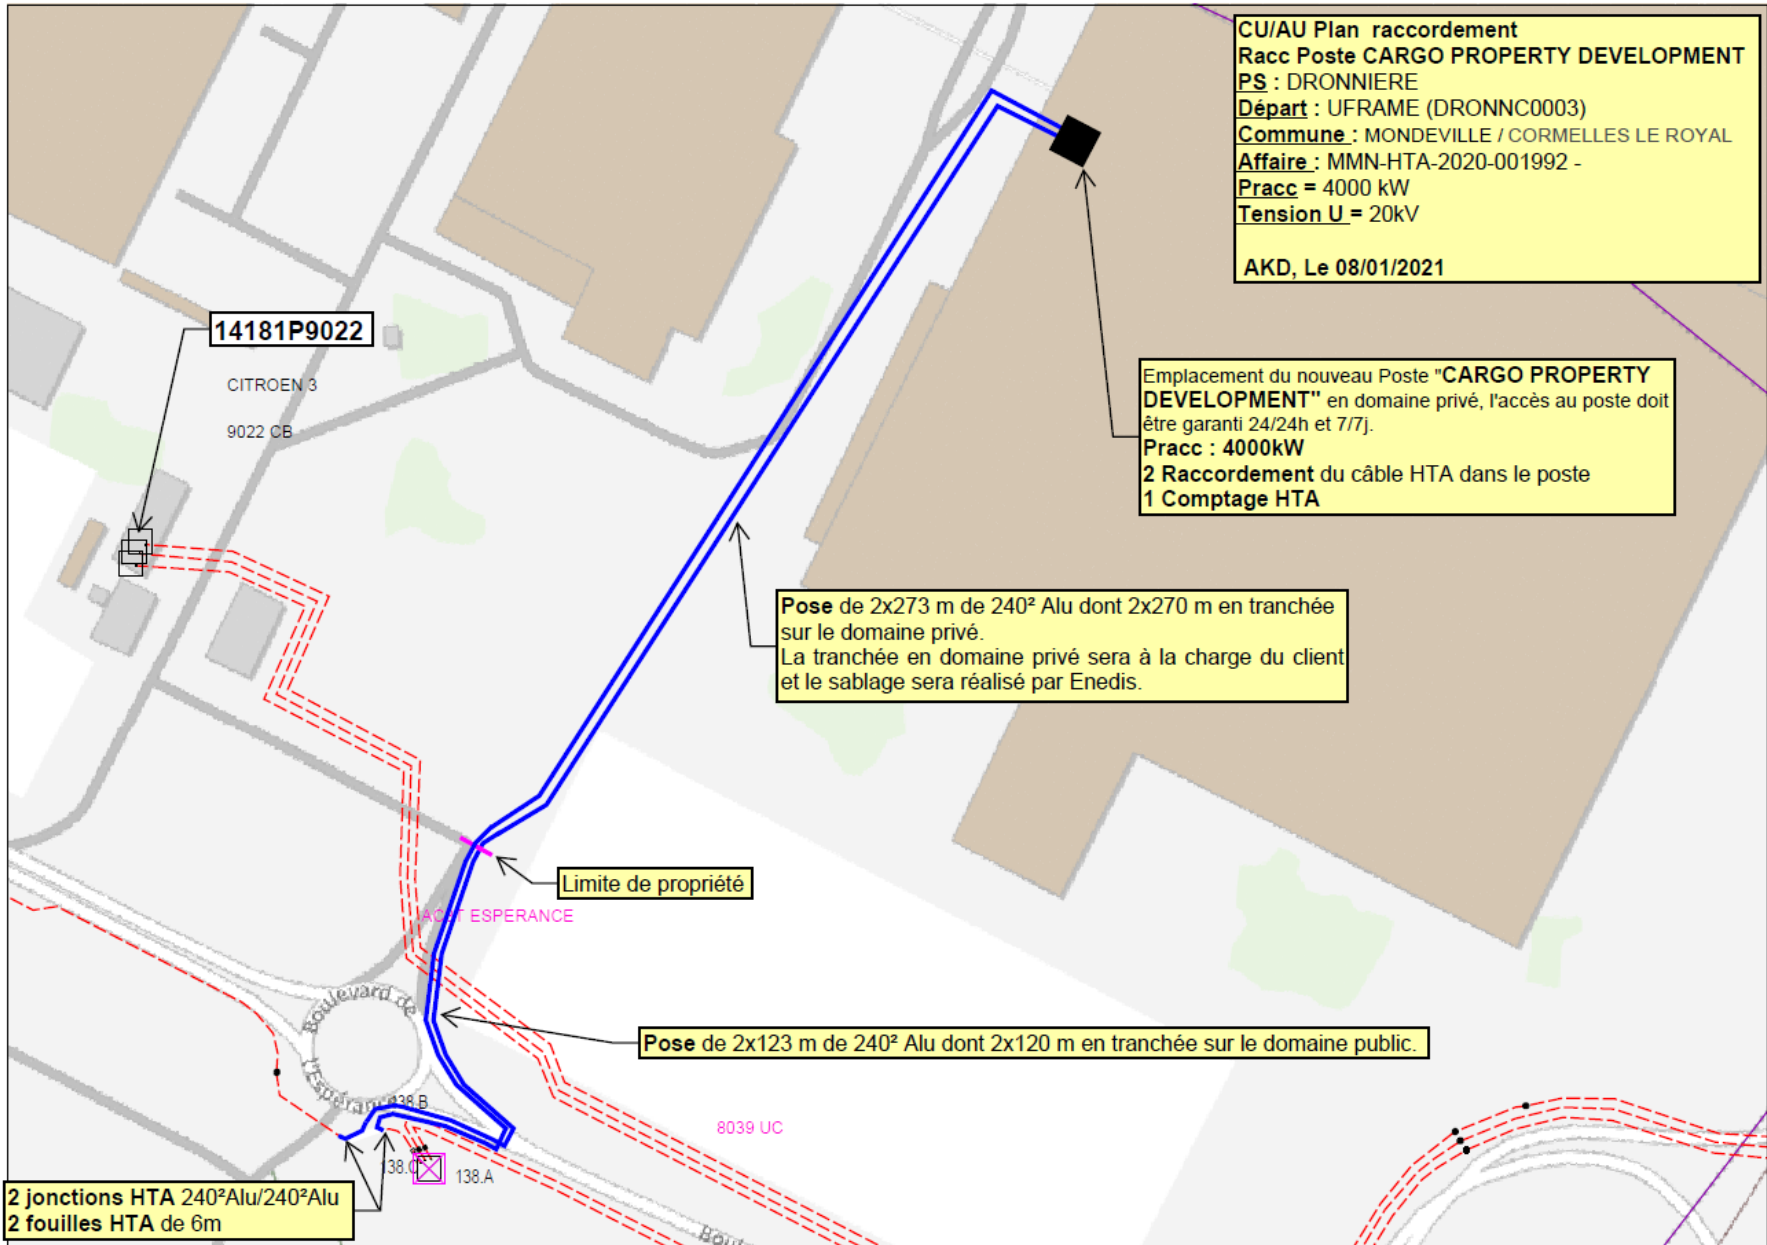 CU/AU Plan raccordement
Racc Poste CARGO PROPERTY DEVELOPMENT
PS : DRONNIERE
Départ : UFRAME (DRONNC0003)
Commune : MONDEVILLE / CORMELLES LE ROYAL
Affaire : MMN-HTA-2020-001992 -
Pracc = 4000 kW
Tension U = 20kV
AKD, Le 08/01/2021
14181P9022
CITROEN 3
9022 CB
Emplacement du nouveau Poste "CARGO PROPERTY
DEVELOPMENT" en domaine privé, l'accès au poste doit
être garanti 24/24h et 7/7j.
Pracc : 4000kW
2 Raccordement du câble HTA dans le poste
1 Comptage HTA
Pose de 2x273 m de 240² Alu dont 2x270 m en tranchée
sur le domaine privé.
La tranchée en domaine privé sera à la charge du client
et le sablage sera réalisé par Enedis.
Limite de propriété
ESPERANCE
Boulevard de
l'Espérance
Pose de 2x123 m de 240² Alu dont 2x120 m en tranchée sur le domaine public.
138.B
8039 UC
138.C
138.A
2 jonctions HTA 240²Alu/240²Alu
2 fouilles HTA de 6m